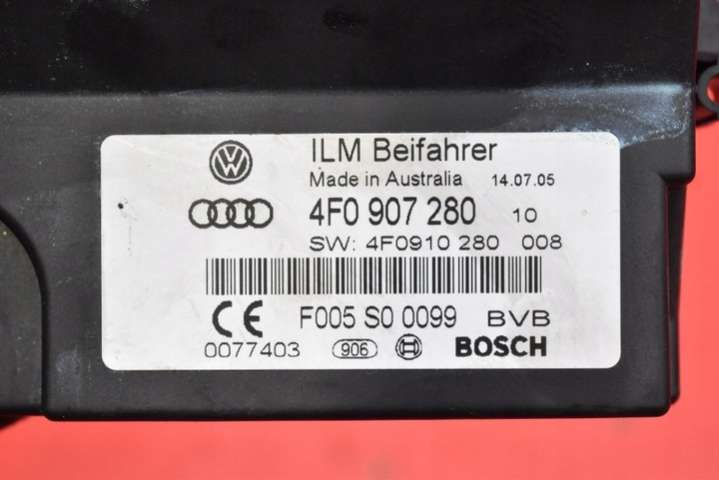 ILM Beifahrer
Made in Australia 14.07.05
4F0 907 280 10
SW: 4F0910 280 008
F005 S0 0099 BVB
0077403 906 BOSCH